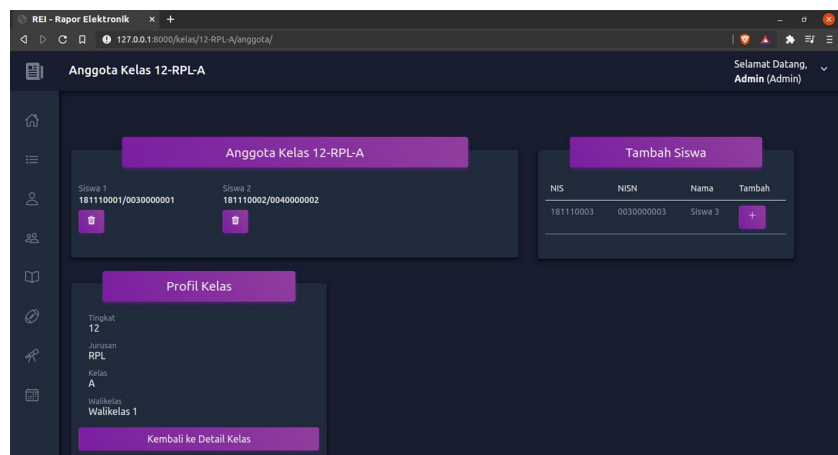 REI - Rapor Elektronik
127.0.0.1:8000/kelas/12-RPL-A/anggota/
Anggota Kelas 12-RPL-A
Selamat Datang,
Admin (Admin)
Anggota Kelas 12-RPL-A
Siswa 1
181110001/0030000001
Siswa 2
181110002/0040000002
Tambah Siswa
NIS NISN Nama Tambah
181110003 0030000003 Siswa 3 +
Profil Kelas
Tingkat
12
Jurusan
RPL
Kelas
A
Walikelas
Walikelas 1
Kembali ke Detail Kelas